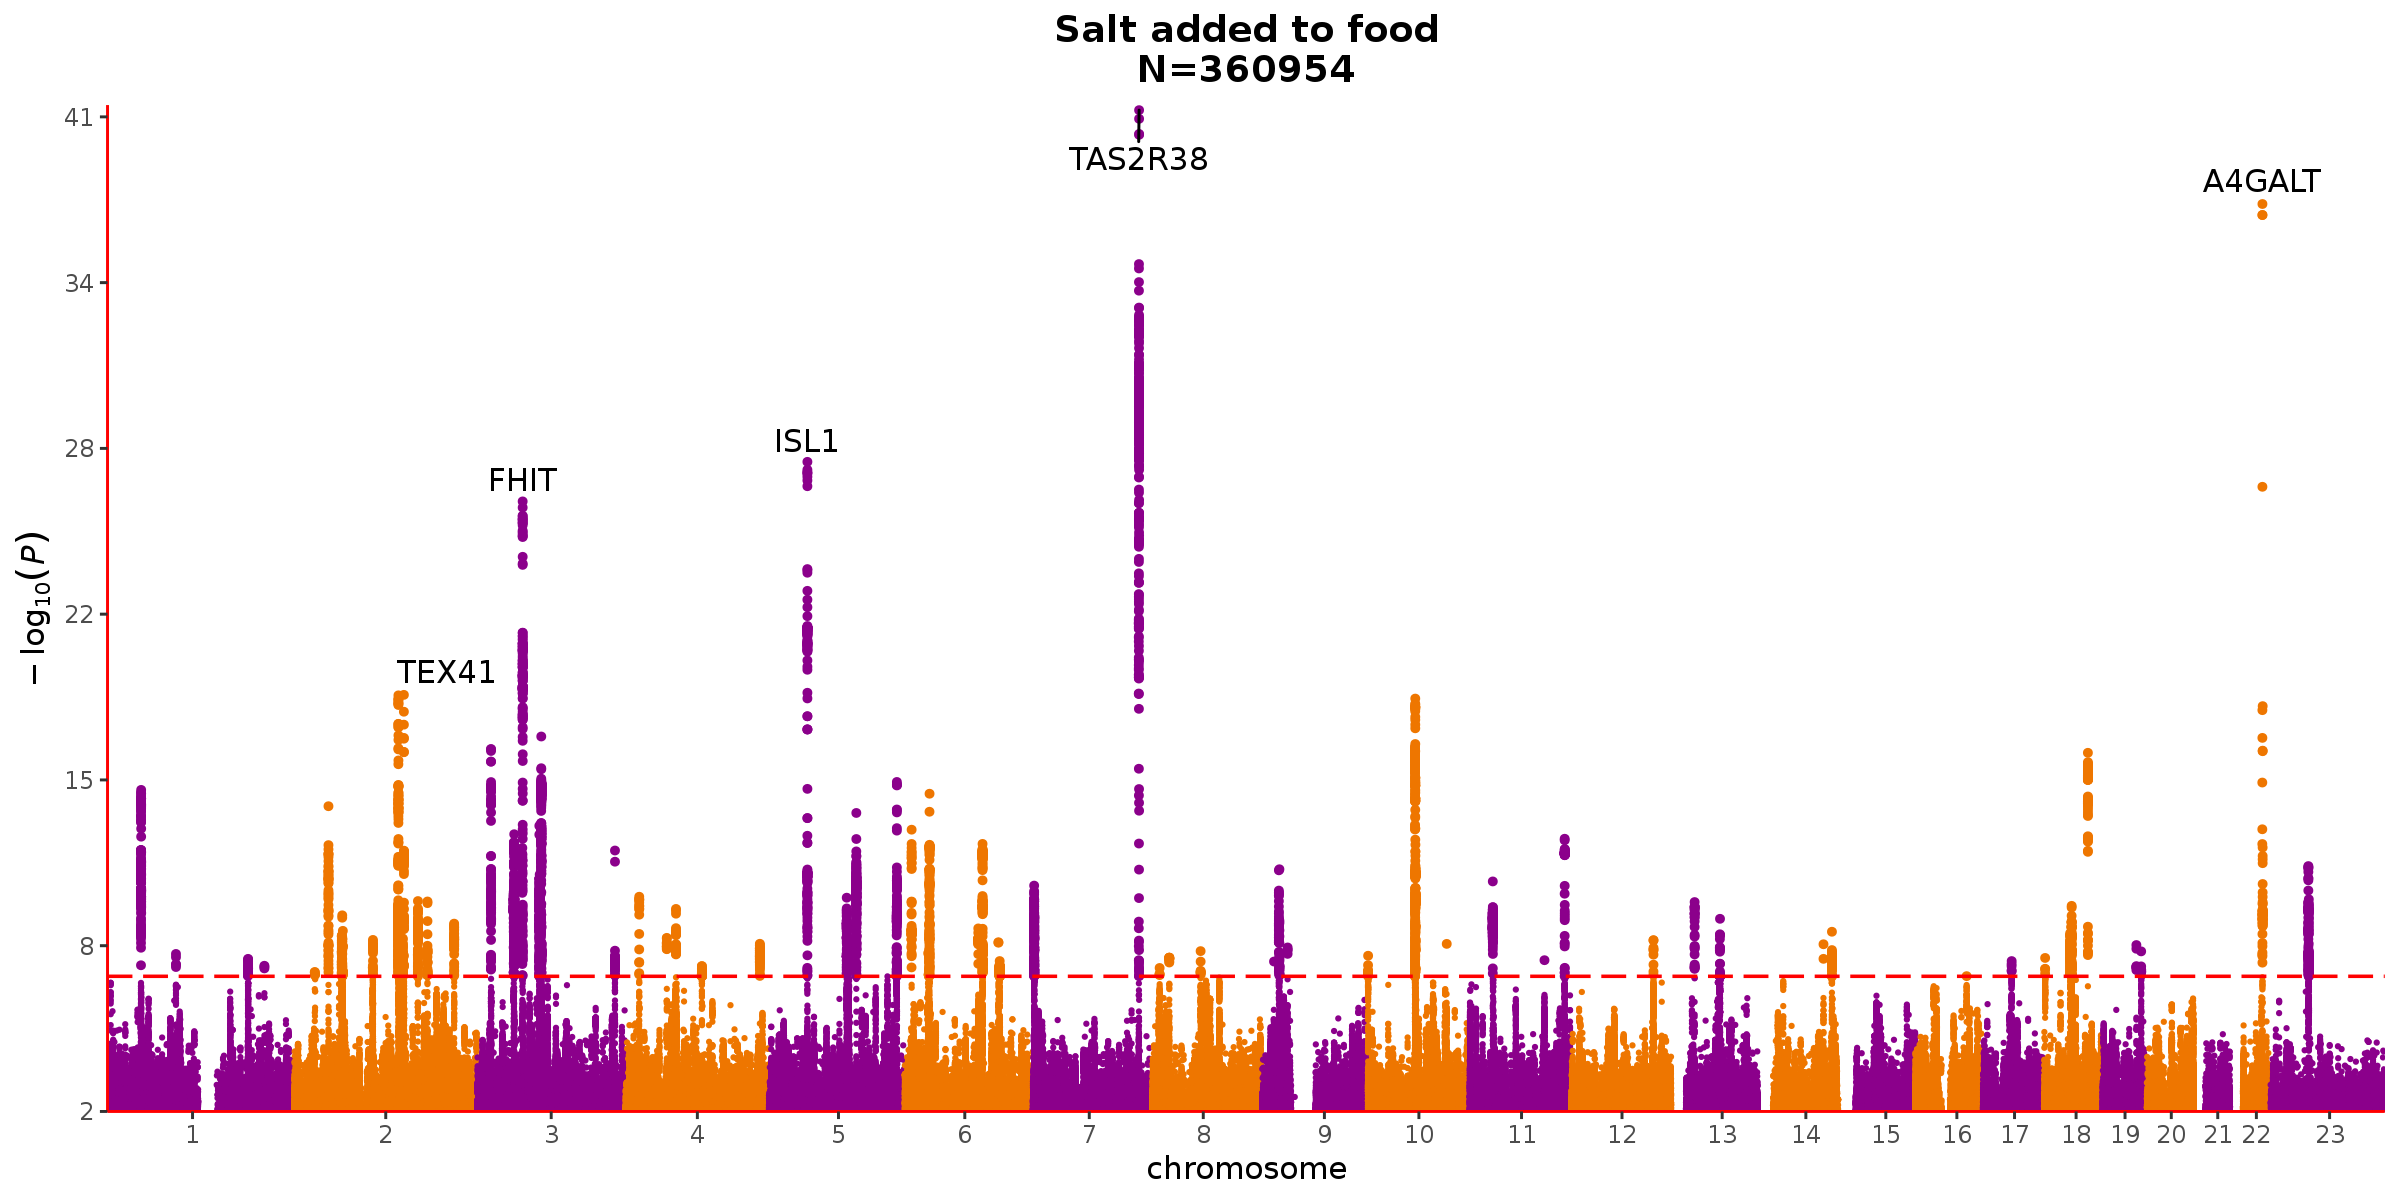 Salt added to food
N=360954
41
34
28
22
15
8
2
− log10(P)
TAS2R38
A4GALT
ISL1
FHIT
TEX41
1 2 3 4 5 6 7 8 9 10 11 12 13 14 15 16 17 18 19 20 21 22 23
chromosome